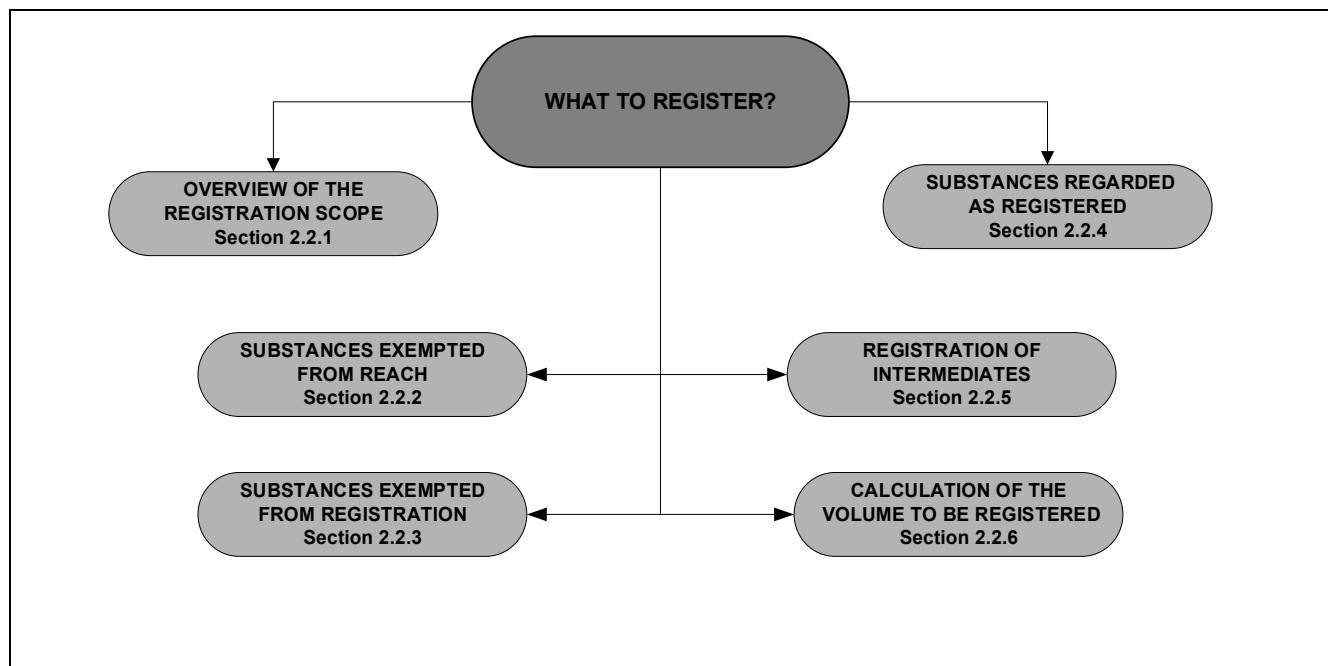 WHAT TO REGISTER?
OVERVIEW OF THE
REGISTRATION SCOPE
Section 2.2.1
SUBSTANCES REGARDED
AS REGISTERED
Section 2.2.4
SUBSTANCES EXEMPTED
FROM REACH
Section 2.2.2
REGISTRATION OF
INTERMEDIATES
Section 2.2.5
SUBSTANCES EXEMPTED
FROM REGISTRATION
Section 2.2.3
CALCULATION OF THE
VOLUME TO BE REGISTERED
Section 2.2.6